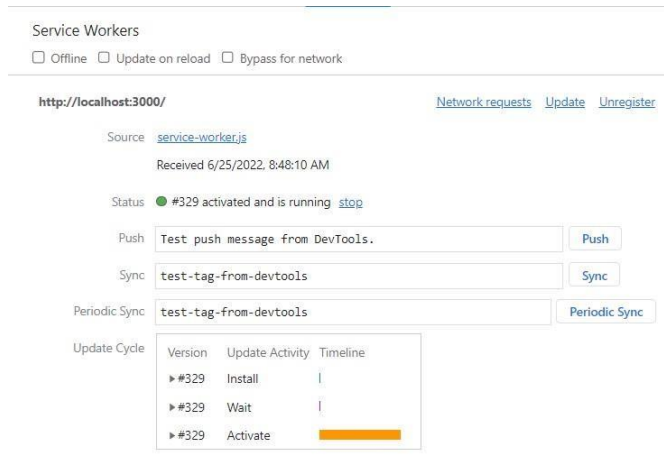 Service Workers
Offline Update on reload Bypass for network
http://localhost:3000/ Network requests Update Unregister
Source service-worker.js
Received 6/25/2022, 8:48:10 AM
Status #329 activated and is running stop
Push Test push message from DevTools. Push
Sync test-tag-from-devtools Sync
Periodic Sync test-tag-from-devtools Periodic Sync
Update Cycle Version Update Activity Timeline
#329 Install
#329 Wait
#329 Activate